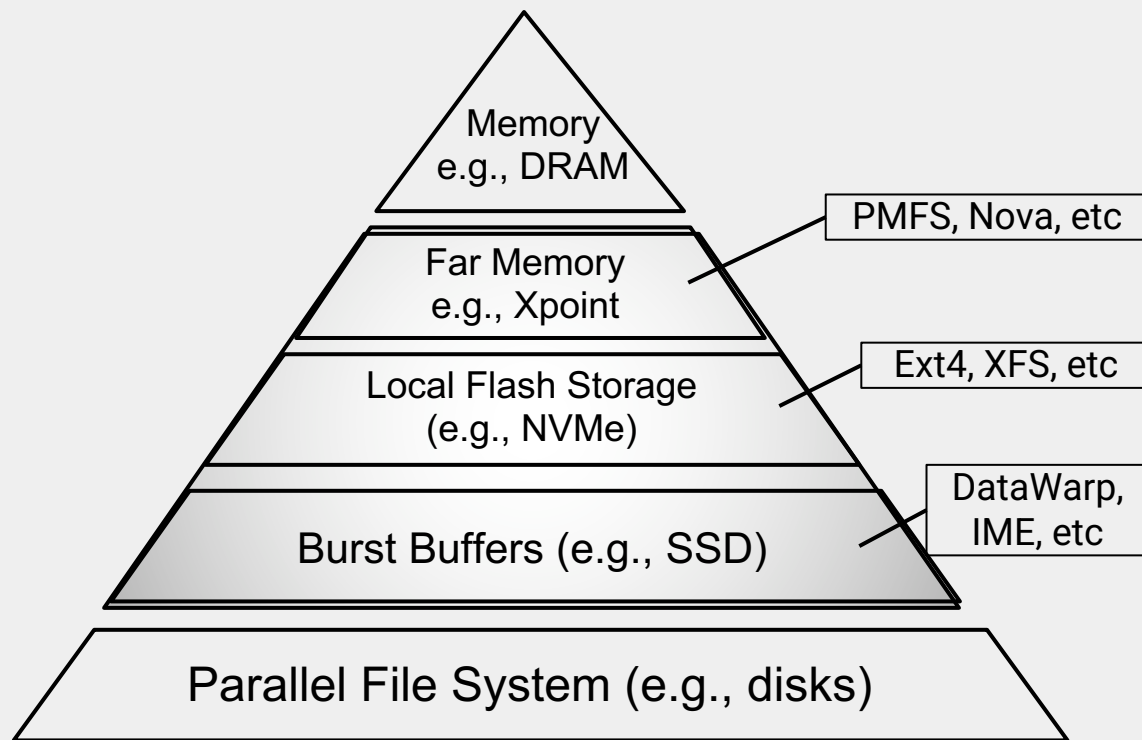 Memory
e.g., DRAM
PMFS, Nova, etc
Far Memory
e.g., Xpoint
Ext4, XFS, etc
Local Flash Storage
(e.g., NVMe)
DataWarp,
IME, etc
Burst Buffers (e.g., SSD)
Parallel File System (e.g., disks)